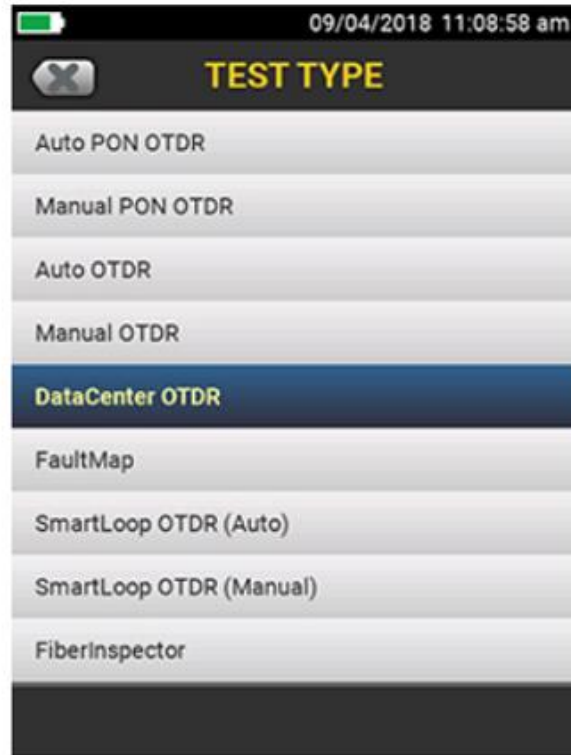 09/04/2018 11:08:58 am
TEST TYPE
Auto PON OTDR
Manual PON OTDR
Auto OTDR
Manual OTDR
DataCenter OTDR
FaultMap
SmartLoop OTDR (Auto)
SmartLoop OTDR (Manual)
FiberInspector